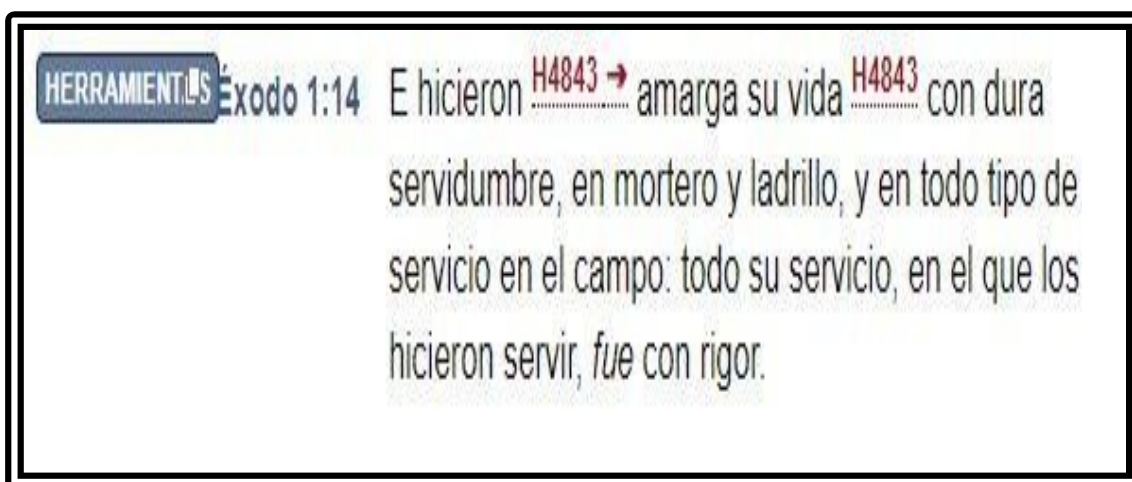 HERRAMIENTAS Éxodo 1:14 E hicieron H4843 → amarga su vida H4843 con dura
servidumbre, en mortero y ladrillo, y en todo tipo de
servicio en el campo: todo su servicio, en el que los
hicieron servir, fue con rigor.